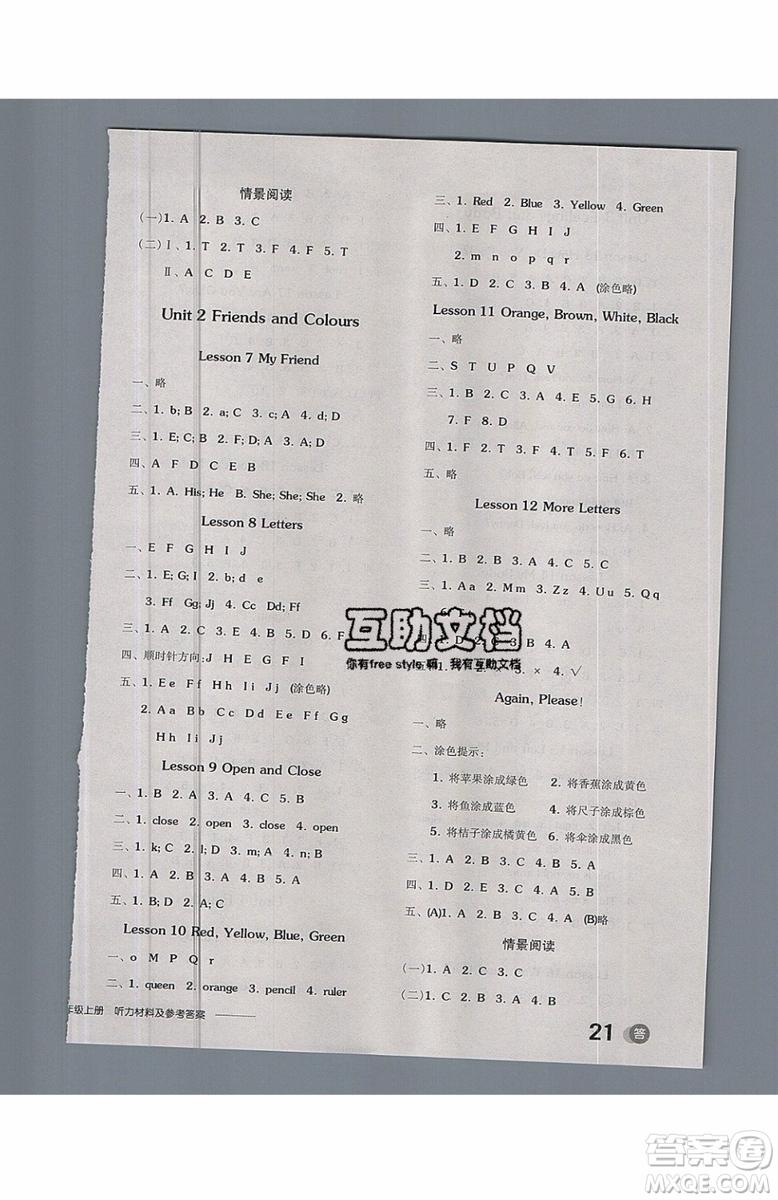 情景阅读
(一)1. A 2. B 3. C
(二)Ⅰ、1. T 2. T 3. F 4. F 5. T
Ⅱ、A C D E
Unit 2 Friends and Colours
Lesson 7 My Friend
一、略
二、1. b; B 2. a; C 3. c; A 4. d; D
三、1. E; C; B 2. F; D; A
四、A F D C E B
五、1. A. His; He B. She; She; She 2. 略
Lesson 8 Letters
一、E F G H I J
二、1. E; G; I 2. b; d e
3. Ff Gg; Jj 4. Dd; Ff
三、1. C 2. A 3. E 4. B 5. D 6. F
四、顺时针方向: J H E G F I
五、1. Ee Ff Hh Ii Jj (涂色略)
2. Aa Bb Cc Dd Ff Gg
Hh Ii Jj
Lesson 9 Open and Close
一、1. B 2. A 3. A 4. A 5. B
二、1. close 2. open 3. close 4. open
三、1. k; C 2. l; D 3. m; A 4. n; B
四、1. A 2. A 3. B 4. A 5. A
五、1. B; D 2. A; C
Lesson 10 Red, Yellow, Blue, Green
一、o M P Q r
二、1. queen 2. orange 3. pencil 4. ruler
年级上册 听力材料及参考答案
三、1. Red 2. Blue 3. Yellow 4. Green
四、1. E F G H I J
2. m n o p q r
五、1. D 2. C 3. B 4. A (涂色略)
Lesson 11 Orange, Brown, White, Black
一、略
二、S T U P Q V
三、1. B 2. C 3. A 4. E 5. G 6. H
7. F 8. D
四、1. F 2. T 3. T 4. F 5. F
五、略
Lesson 12 More Letters
一、略
二、1. B 2. B 3. A 4. C 5. C
三、1. Aa 2. Mm 3. Zz 4. Uu 5. Qq
6.
四、1. D 2. C 3. B 4. A
五、1. 2. × 3. × 4. √
Again, Please!
一、略
二、涂色提示:
1. 将苹果涂成绿色 2. 将香蕉涂成黄色
3. 将鱼涂成蓝色 4. 将尺子涂成棕色
5. 将桔子涂成橘黄色 6. 将伞涂成黑色
三、1. A 2. B 3. C 4. A 5. B
四、1. D 2. E 3. B 4. C 5. A
五、(A)1. C 2. A 3. C 4. A (B)略
情景阅读
(一)1. A 2. C 3. C
(二)1. C 2. B 3. A 4. C
21 答
互助文档
你有free style 嘛, 我有互助文档
答案圈
MXQE.COM